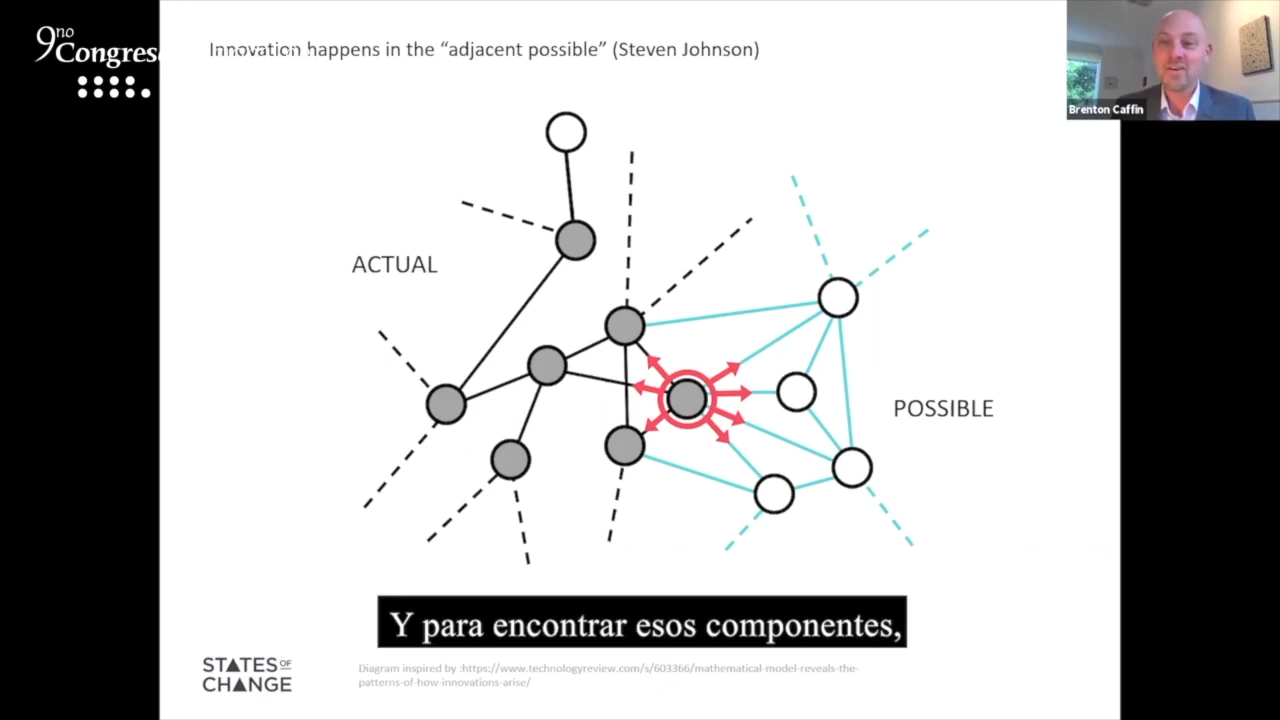 9no
Congres
Innovation happens in the “adjacent possible” (Steven Johnson)
Brenton Caffin
ACTUAL
POSSIBLE
Y para encontrar esos componentes,
STATES OF
CHANGE
Diagram inspired by :https://www.technologyreview.com/s/603366/mathematical-model-reveals-the-
patterns-of-how-innovations-arise/